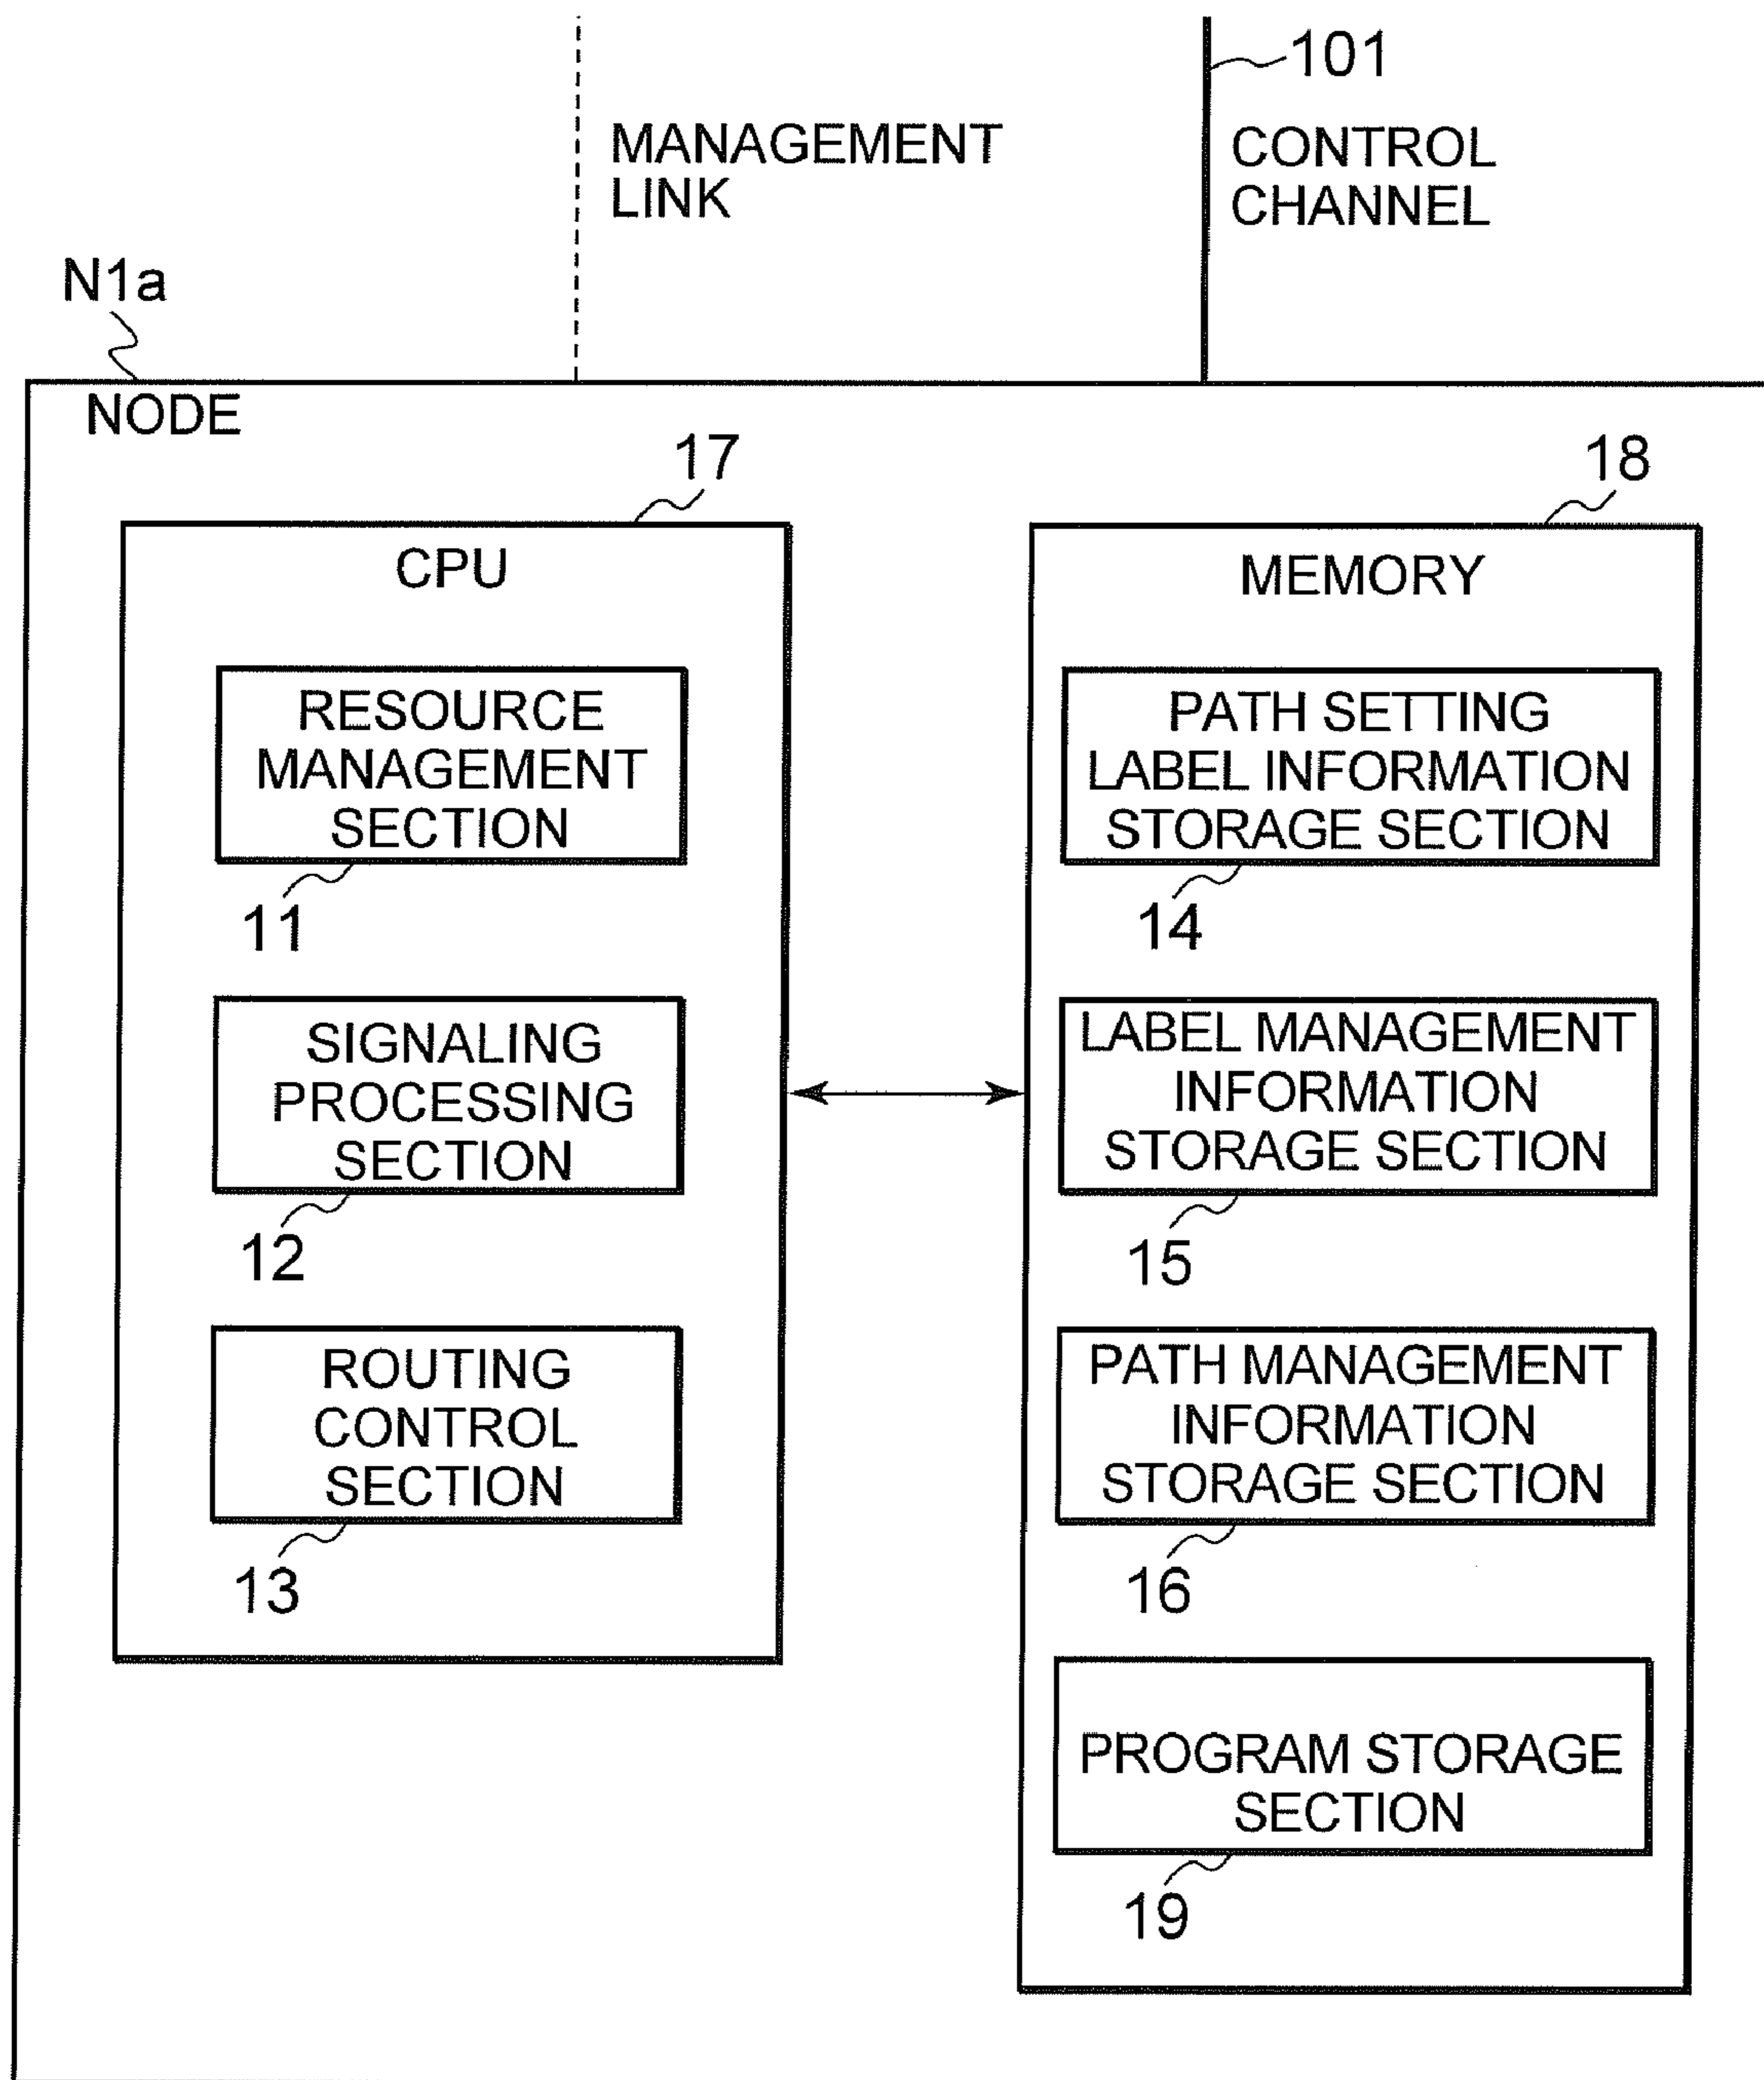 101
MANAGEMENT
LINK
CONTROL
CHANNEL
N1a
NODE
17
CPU
RESOURCE
MANAGEMENT
SECTION
11
SIGNALING
PROCESSING
SECTION
12
ROUTING
CONTROL
SECTION
13
18
MEMORY
PATH SETTING
LABEL INFORMATION
STORAGE SECTION
14
LABEL MANAGEMENT
INFORMATION
STORAGE SECTION
15
PATH MANAGEMENT
INFORMATION
STORAGE SECTION
16
PROGRAM STORAGE
SECTION
19